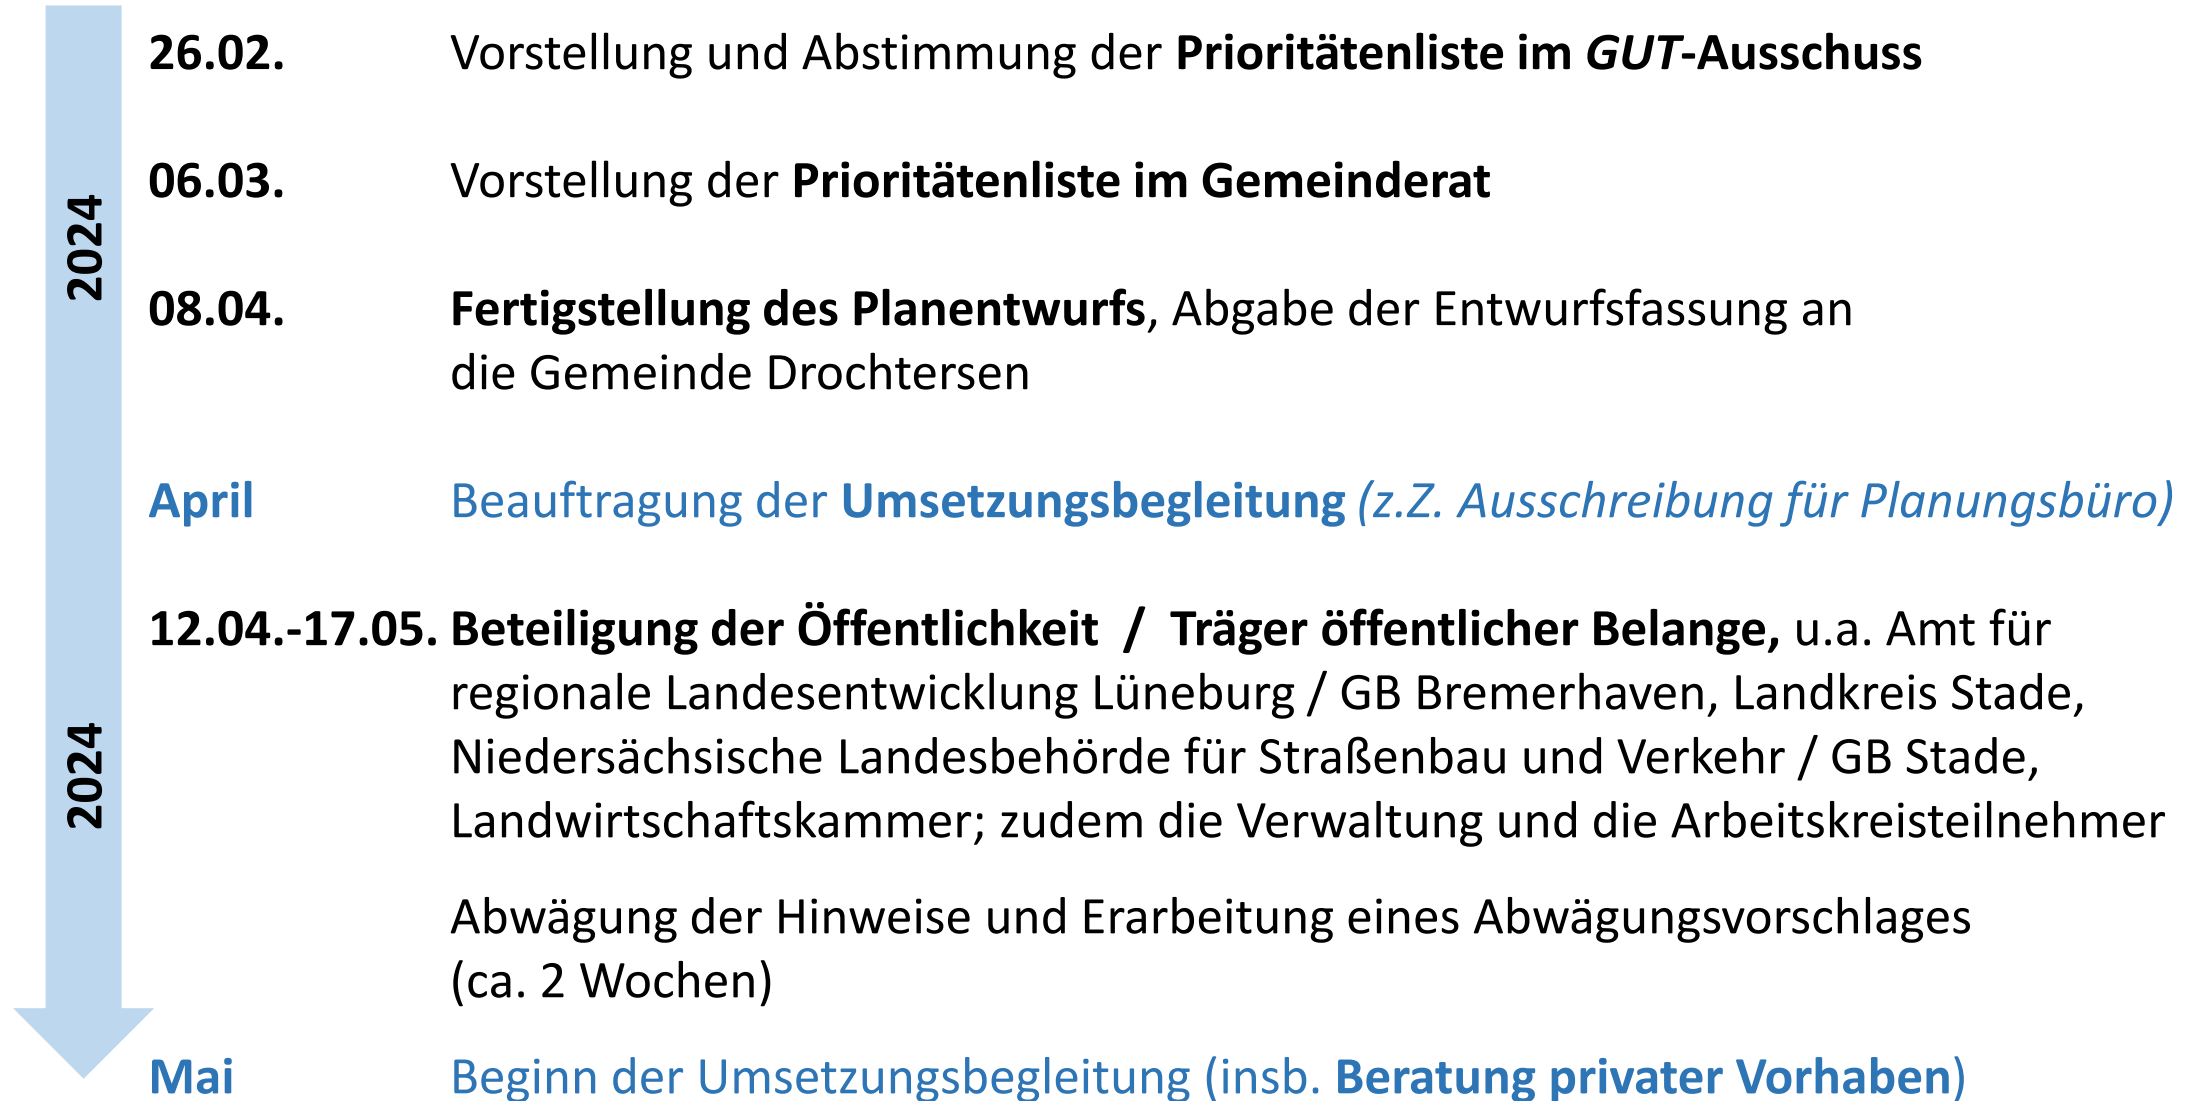 2024
2024
26.02. Vorstellung und Abstimmung der Prioritätenliste im GUT-Ausschuss
06.03. Vorstellung der Prioritätenliste im Gemeinderat
08.04. Fertigstellung des Planentwurfs, Abgabe der Entwurfsfassung an
die Gemeinde Drochtersen
April Beauftragung der Umsetzungsbegleitung (z.Z. Ausschreibung für Planungsbüro)
12.04.-17.05. Beteiligung der Öffentlichkeit / Träger öffentlicher Belange, u.a. Amt für
regionale Landesentwicklung Lüneburg / GB Bremerhaven, Landkreis Stade,
Niedersächsische Landesbehörde für Straßenbau und Verkehr / GB Stade,
Landwirtschaftskammer; zudem die Verwaltung und die Arbeitskreisteilnehmer
Abwägung der Hinweise und Erarbeitung eines Abwägungsvorschlages
(ca. 2 Wochen)
Mai Beginn der Umsetzungsbegleitung (insb. Beratung privater Vorhaben)